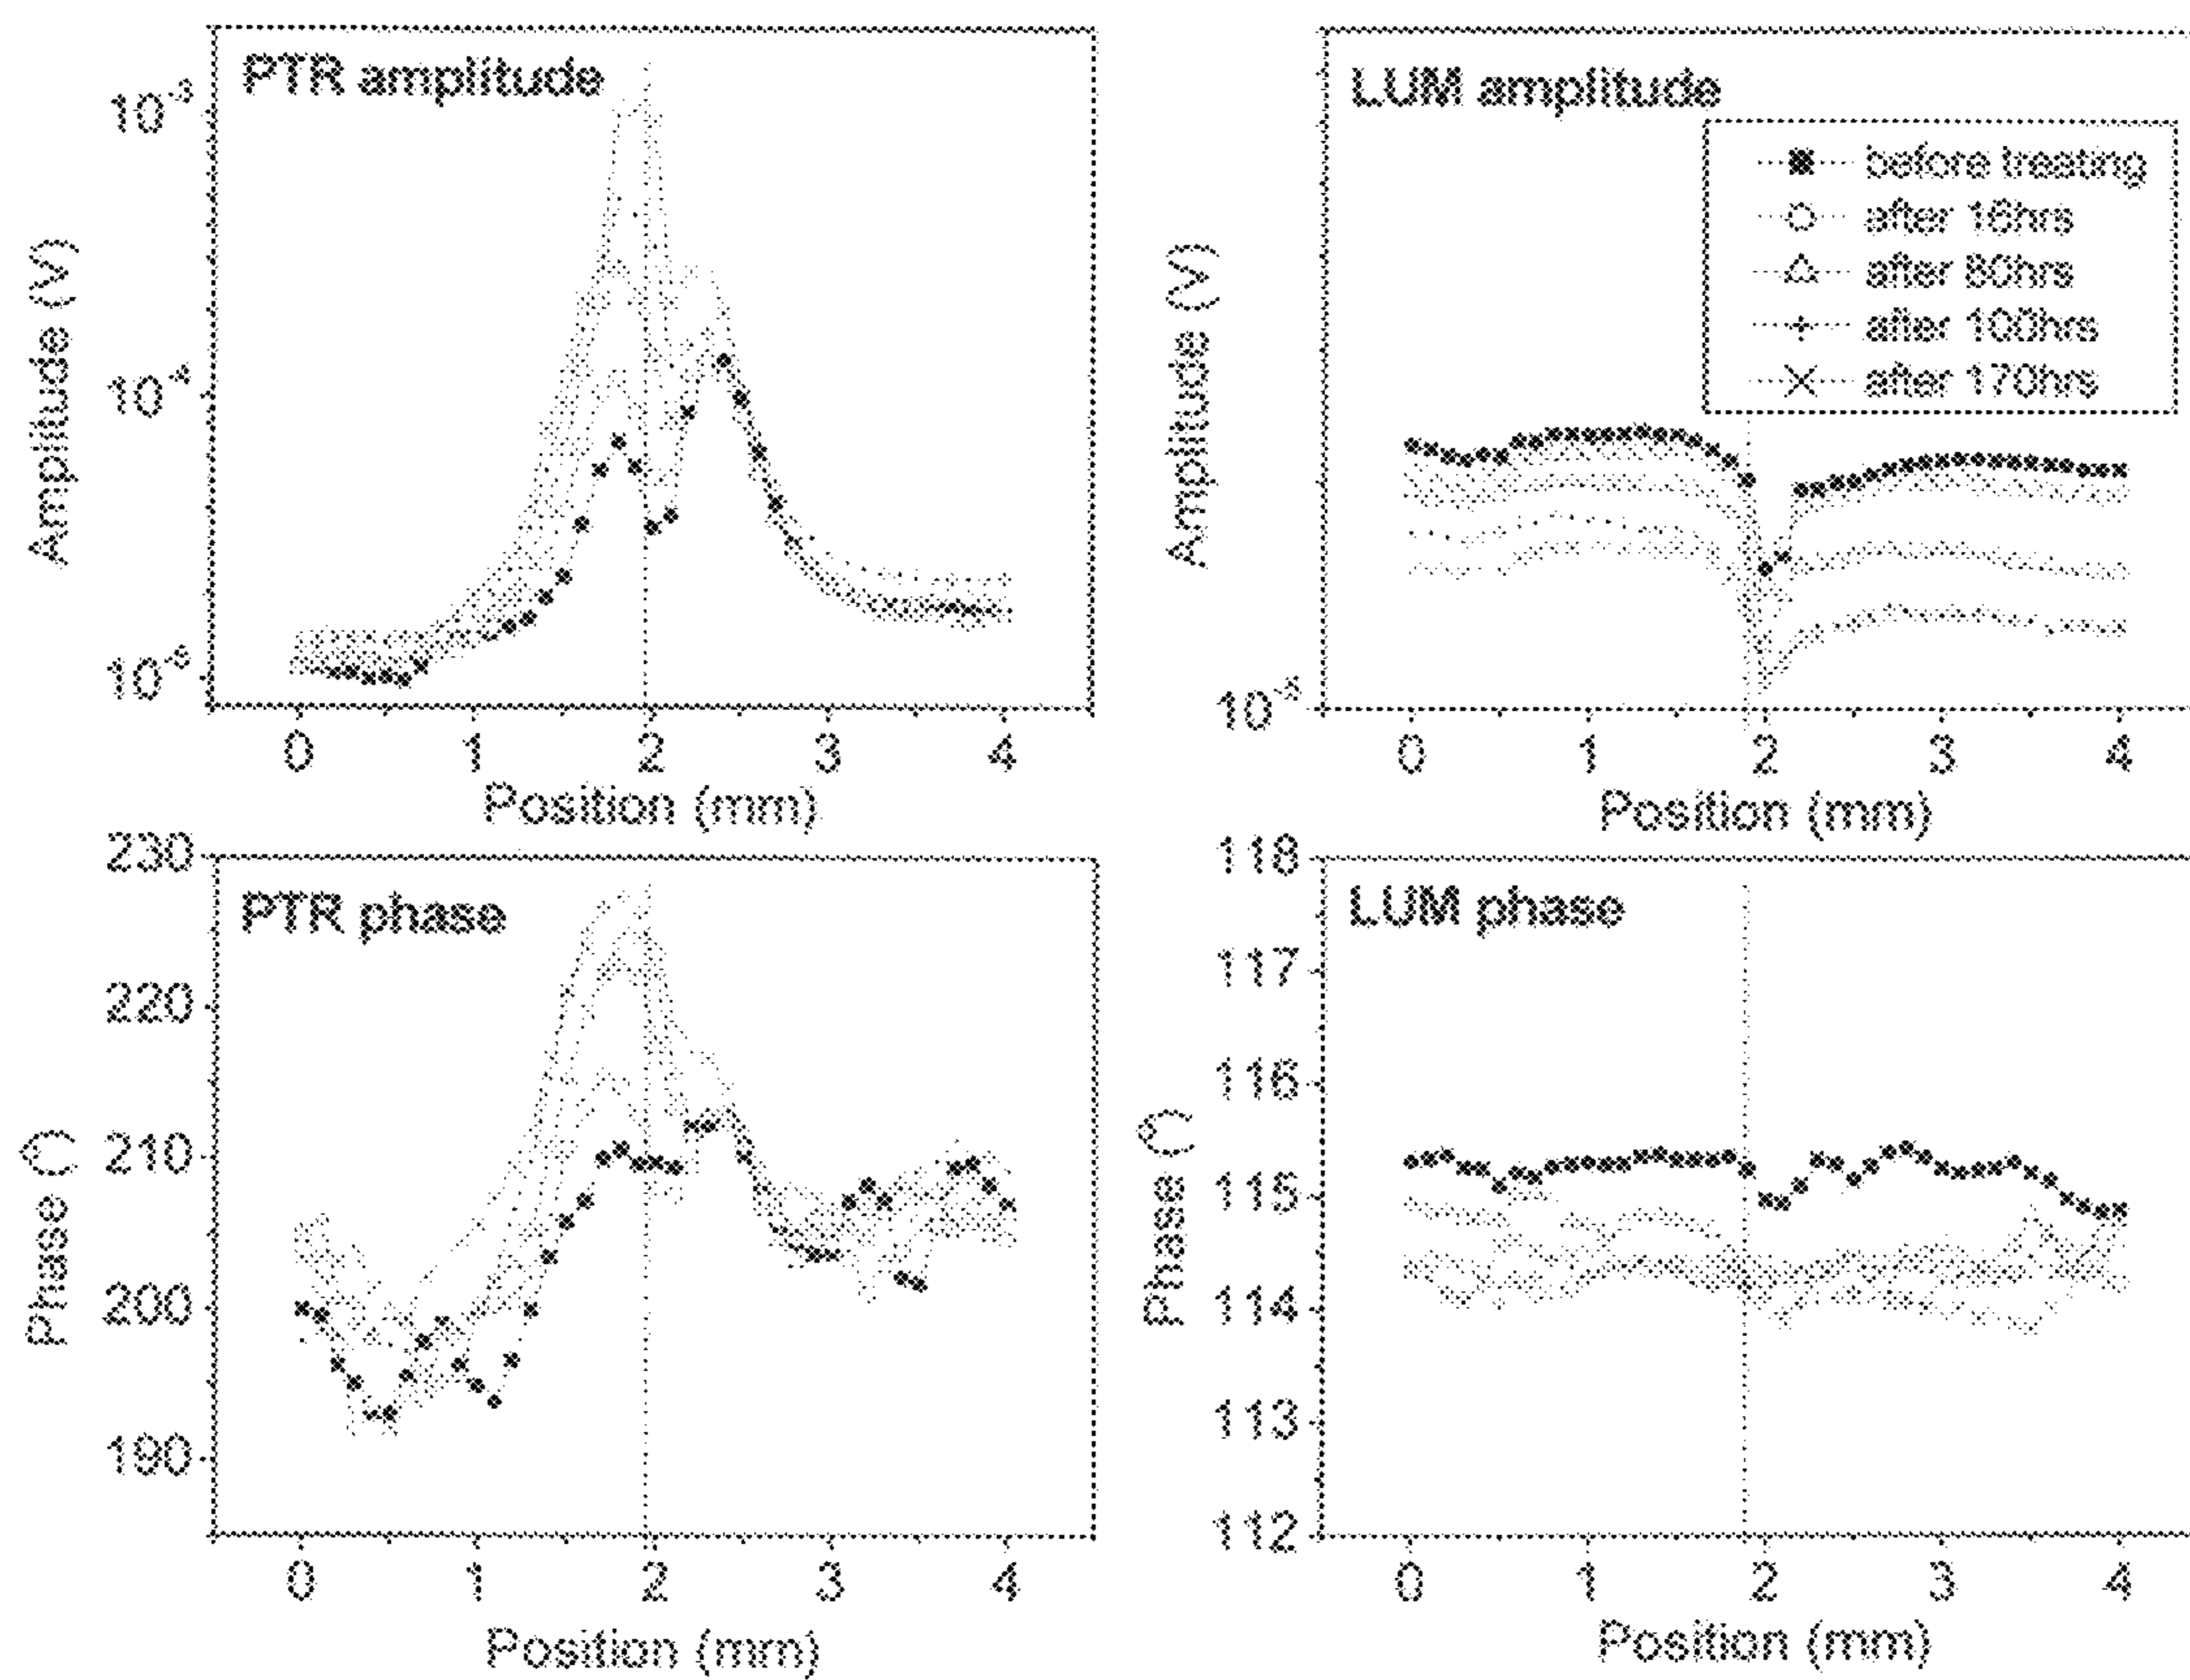 PTR amplitude
10-3
10-4
10-5
Amplitude (V)
0 1 2 3 4
Position (mm)
LUM amplitude
before treating
after 16hrs
after 80hrs
after 100hrs
after 170hrs
Amplitude (V)
10-5
0 1 2 3 4
Position (mm)
PTR phase
230
220
210
200
190
Phase (°)
0 1 2 3 4
Position (mm)
LUM phase
118
117
116
115
114
113
112
Phase (°)
0 1 2 3 4
Position (mm)